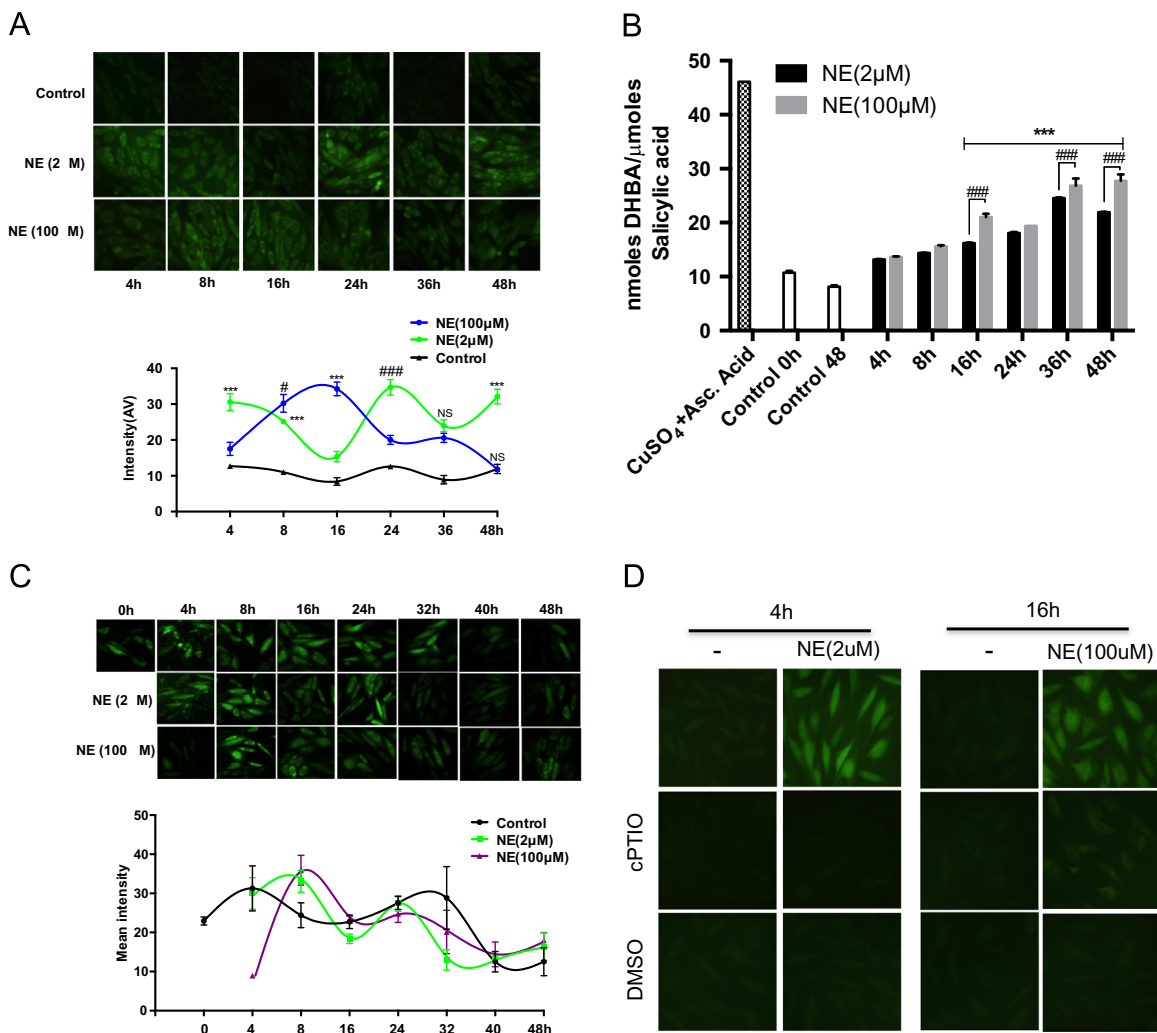 A
Control
NE (2 M)
NE (100 M)
4h 8h 16h 24h 36h 48h
NE(100µM)
NE(2µM)
Control
Intensity(AV)
40
30
20
10
0
*** # *** *** ### NS *** NS
4 8 16 24 36 48h
B
NE(2µM)
NE(100µM)
nmoles DHBA/µmoles
Salicylic acid
50
40
30
20
10
0
***
### ### ###
CuSO₄+Asc. Acid
Control 0h
Control 48
4h
8h
16h
24h
36h
48h
C
0h 4h 8h 16h 24h 32h 40h 48h
NE (2 M)
NE (100 M)
Control
NE(2µM)
NE(100µM)
Mean intensity
50
40
30
20
10
0
0 4 8 16 24 32 40 48h
D
4h 16h
- NE(2uM) - NE(100uM)
cPTIO
DMSO